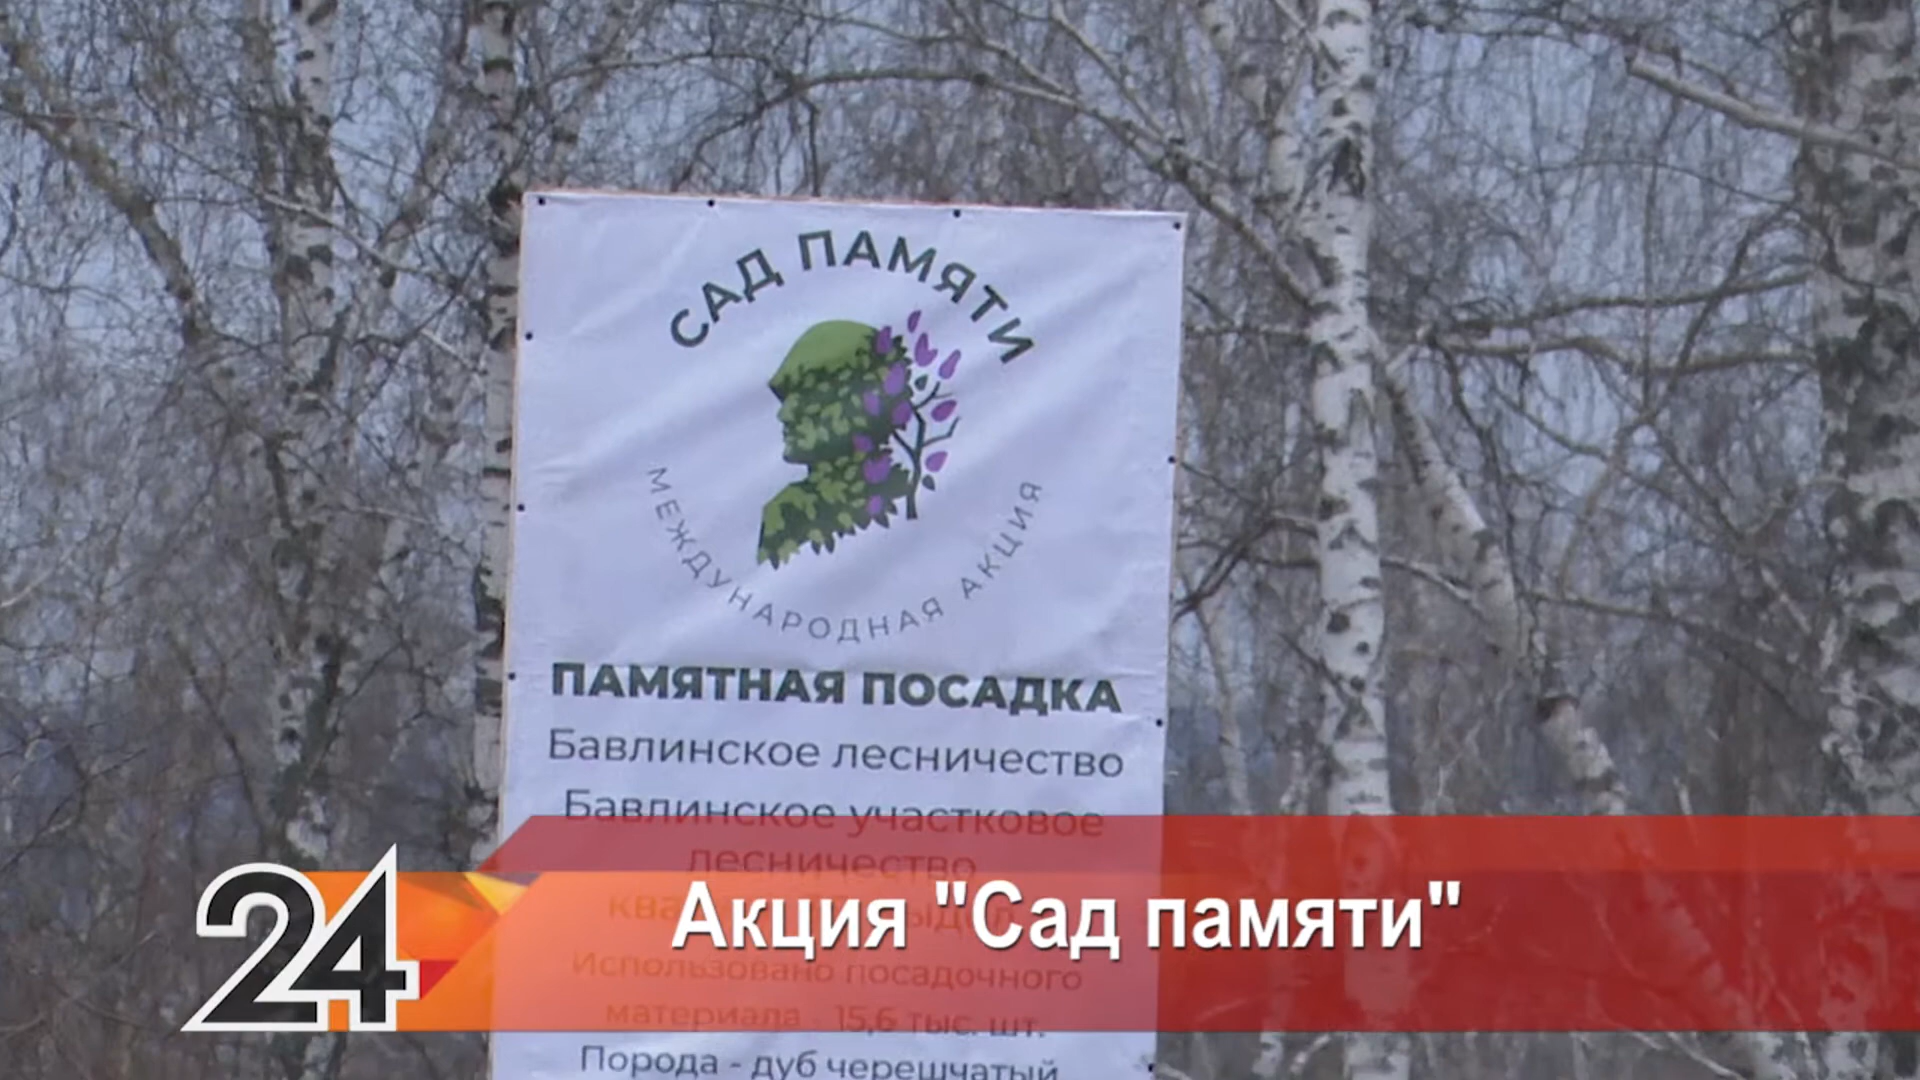 САД ПАМЯТИ
МЕЖДУНАРОДНАЯ АКЦИЯ
ПАМЯТНАЯ ПОСАДКА
Бавлинское лесничество
Бавлинское участковое
лесничество
Использовано посадочного
материала - 15,6 тыс. шт.
Порода - дуб черешчатый
24
Акция "Сад памяти"